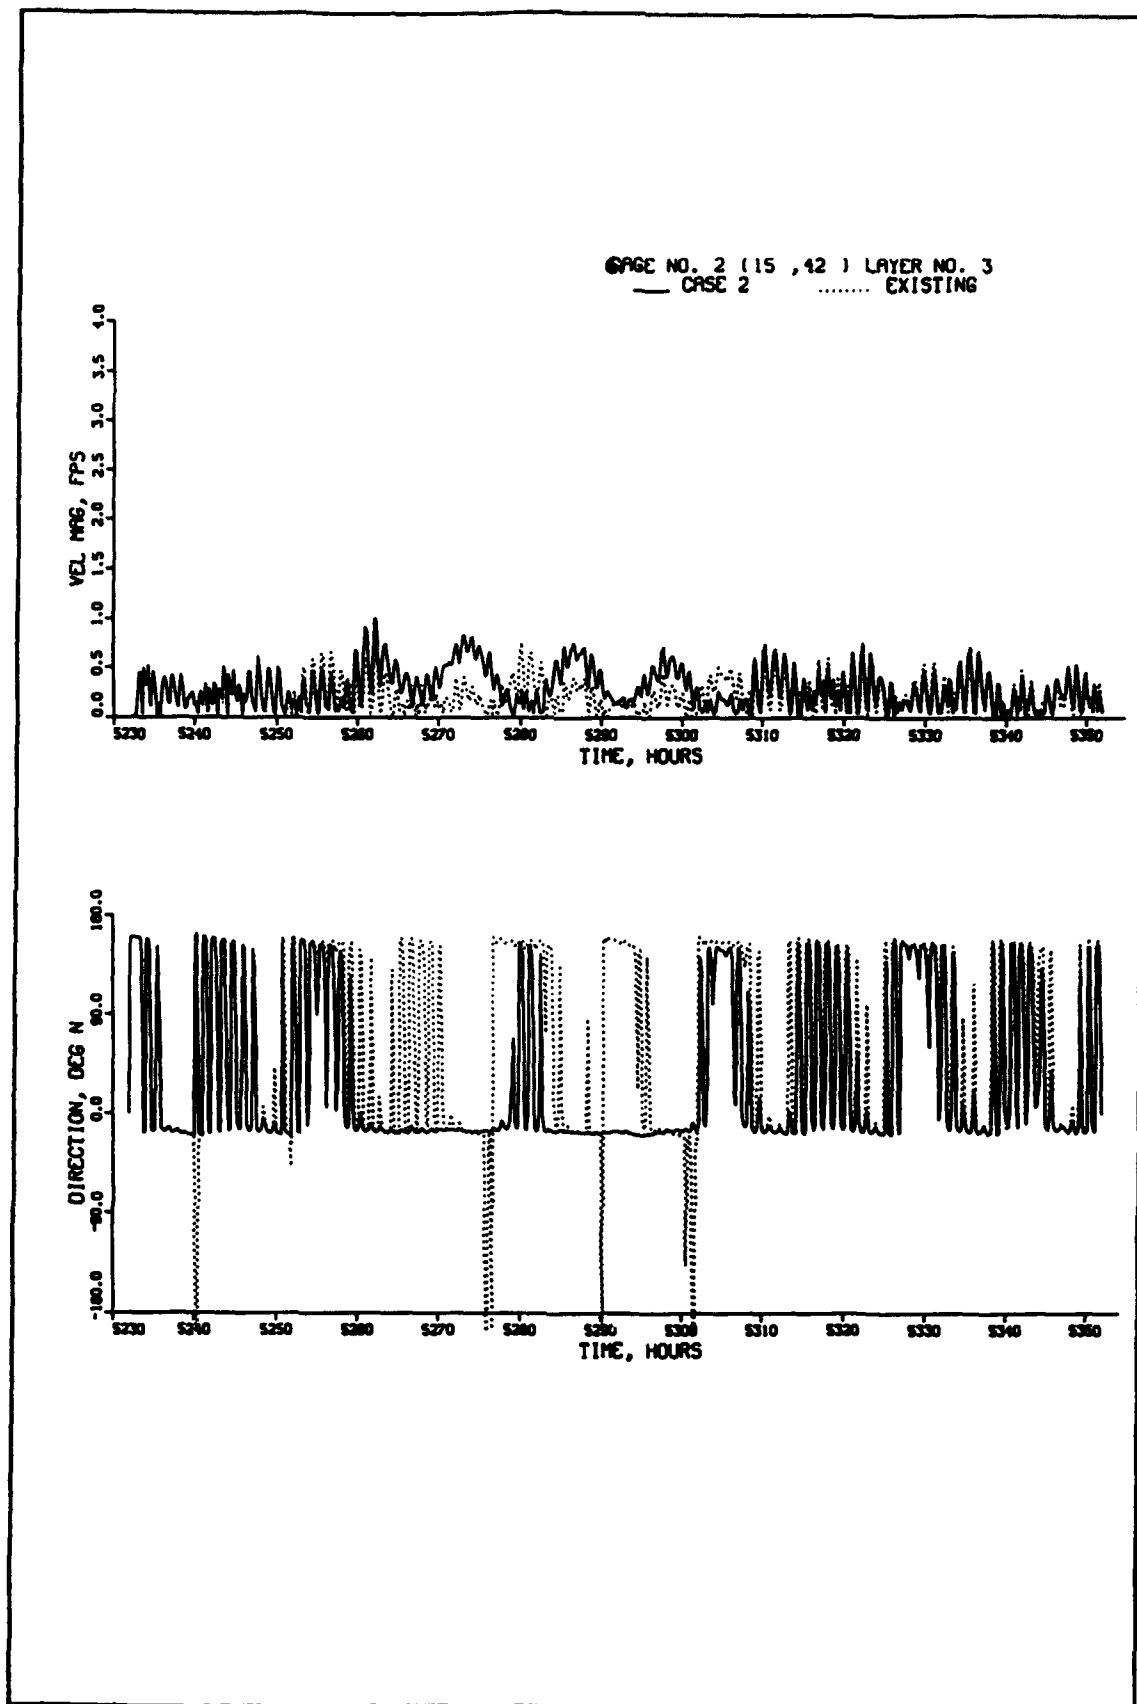 GAGE NO. 2 (15 ,42 ) LAYER NO. 3
CASE 2 EXISTING
4.0
3.5
3.0
2.5
2.0
1.5
1.0
0.5
0.0
VEL MAG, FPS
5230 5240 5250 5260 5270 5280 5290 5300 5310 5320 5330 5340 5350
TIME, HOURS
180.0
90.0
0.0
-90.0
-180.0
DIRECTION, DEG N
5230 5240 5250 5260 5270 5280 5290 5300 5310 5320 5330 5340 5350
TIME, HOURS